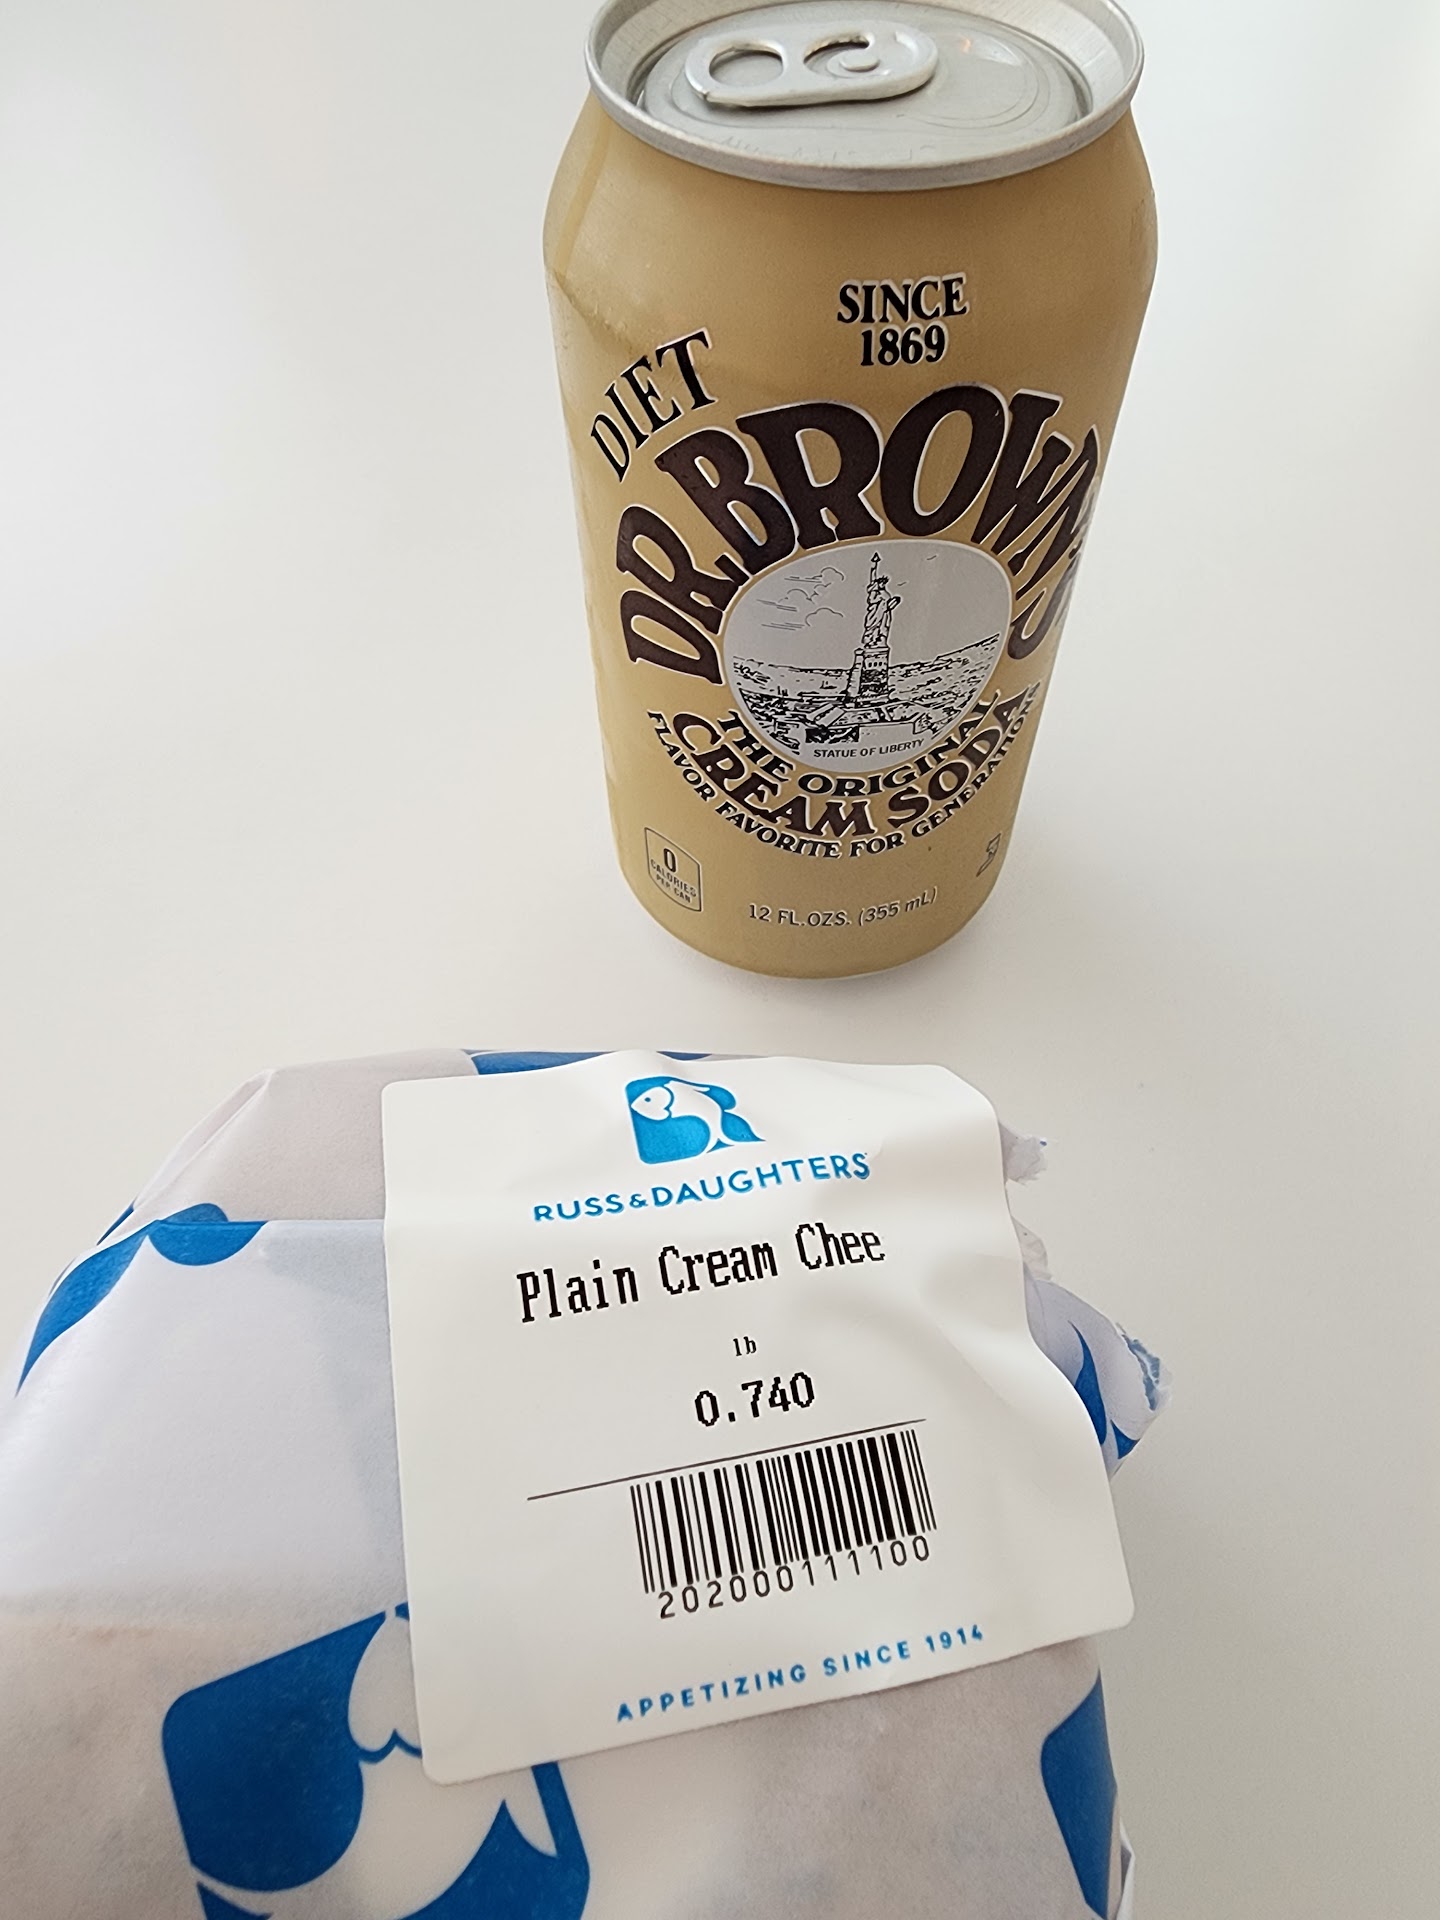 SINCE
1869
DIET
DR. BROWN'S
STATUE OF LIBERTY
THE ORIGINAL
CREAM SODA
FLAVOR FAVORITE FOR GENERATIONS
0
CALORIES
PER CAN
12 FL.OZS. (355 mL)
RUSS&DAUGHTERS
Plain Cream Chee
lb
0.740
202000111100
APPETIZING SINCE 1914